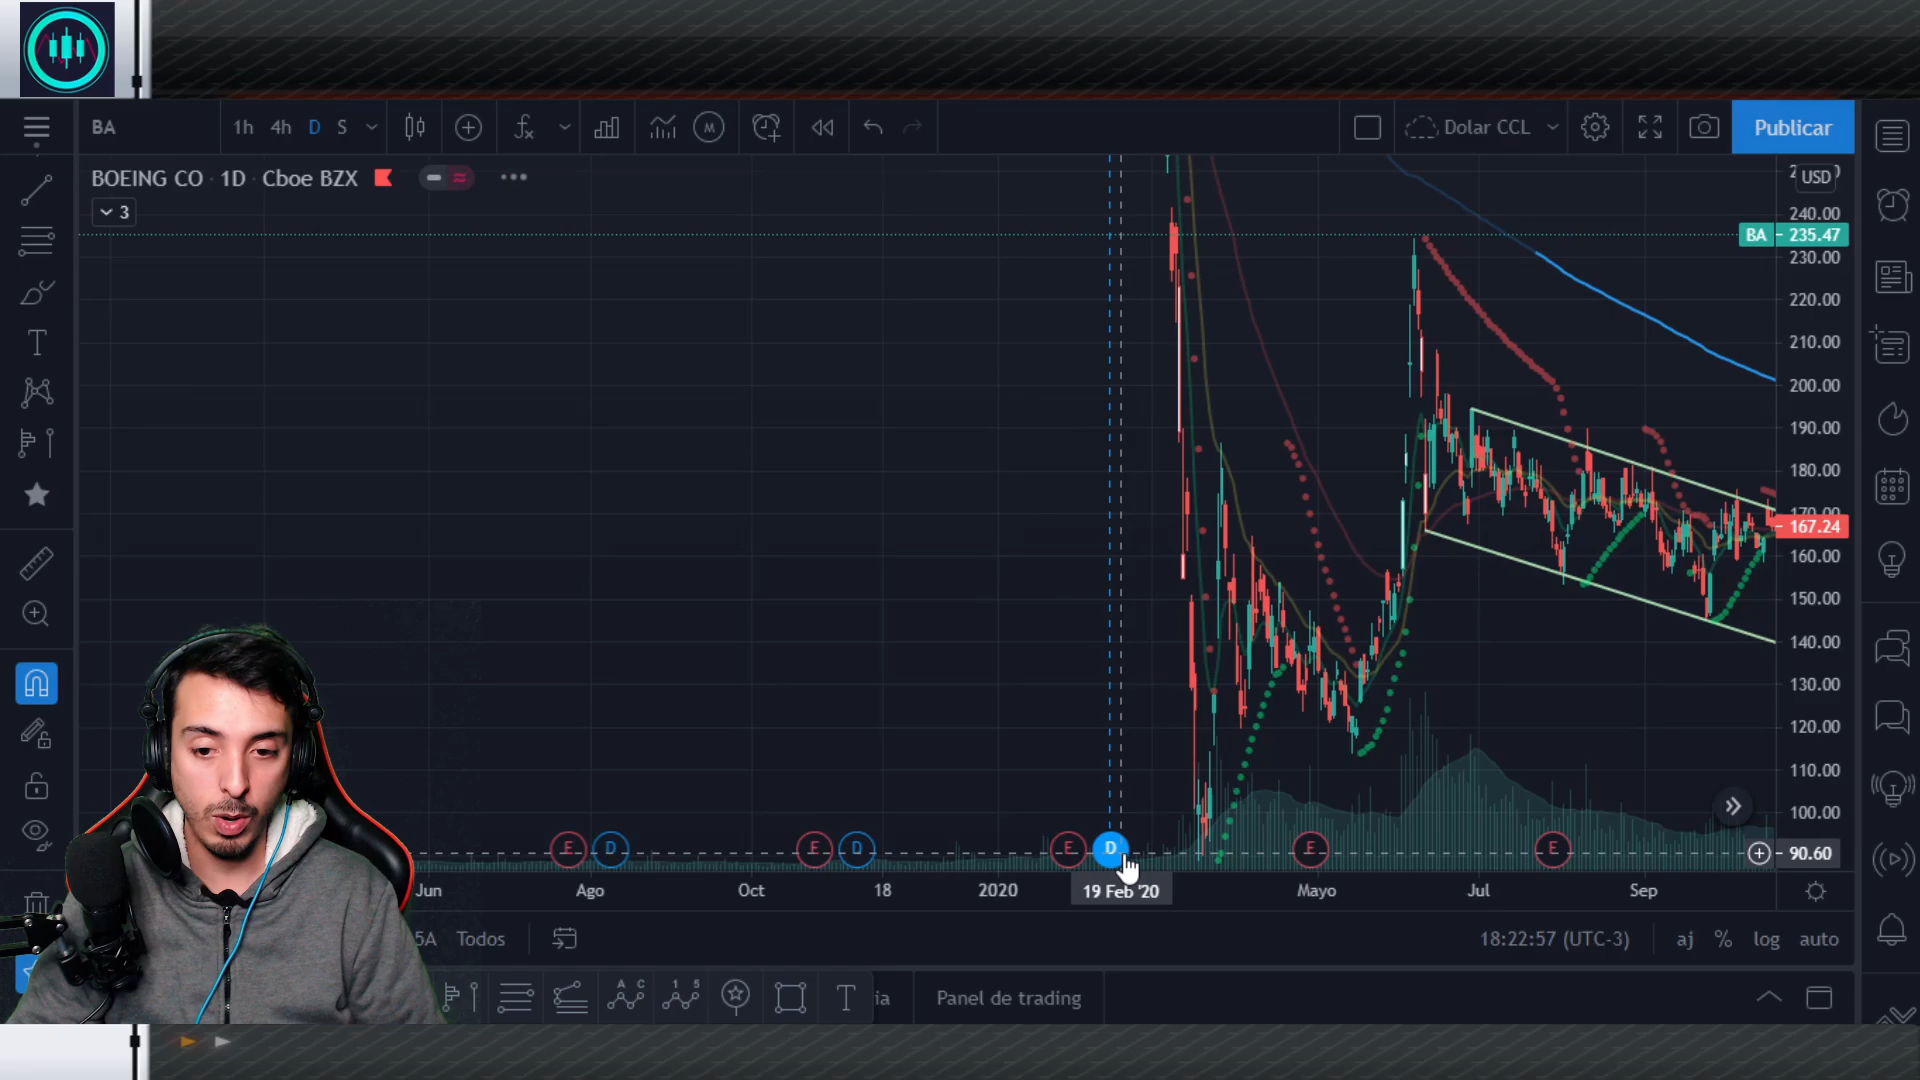 BA
1h 4h D S
M
Dolar CCL
Publicar
BOEING CO · 1D · Cboe BZX
3
USD
240.00
BA 235.47
230.00
220.00
210.00
200.00
190.00
180.00
170.00
167.24
160.00
150.00
140.00
130.00
120.00
110.00
100.00
90.60
E D E D E D E E
Jun Ago Oct 18 2020 19 Feb '20 Mayo Jul Sep
5A Todos
18:22:57 (UTC-3) aj % log auto
A C 1 5 T ia Panel de trading